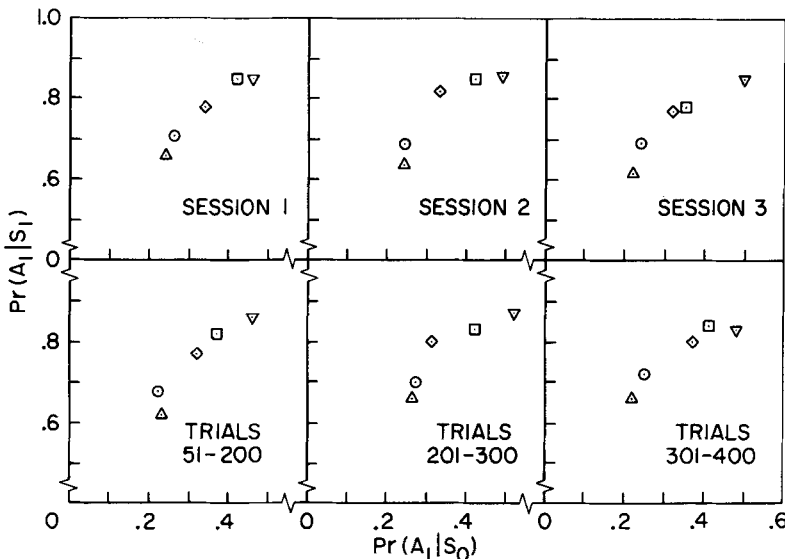 1.0
.8
.6
0
SESSION 1
SESSION 2
SESSION 3
Pr(A₁|S₁)
.8
.6
TRIALS
51-200
TRIALS
201-300
TRIALS
301-400
0 .2 .4 0 .2 .4 0 .2 .4 .6
Pr(A₁|S₀)